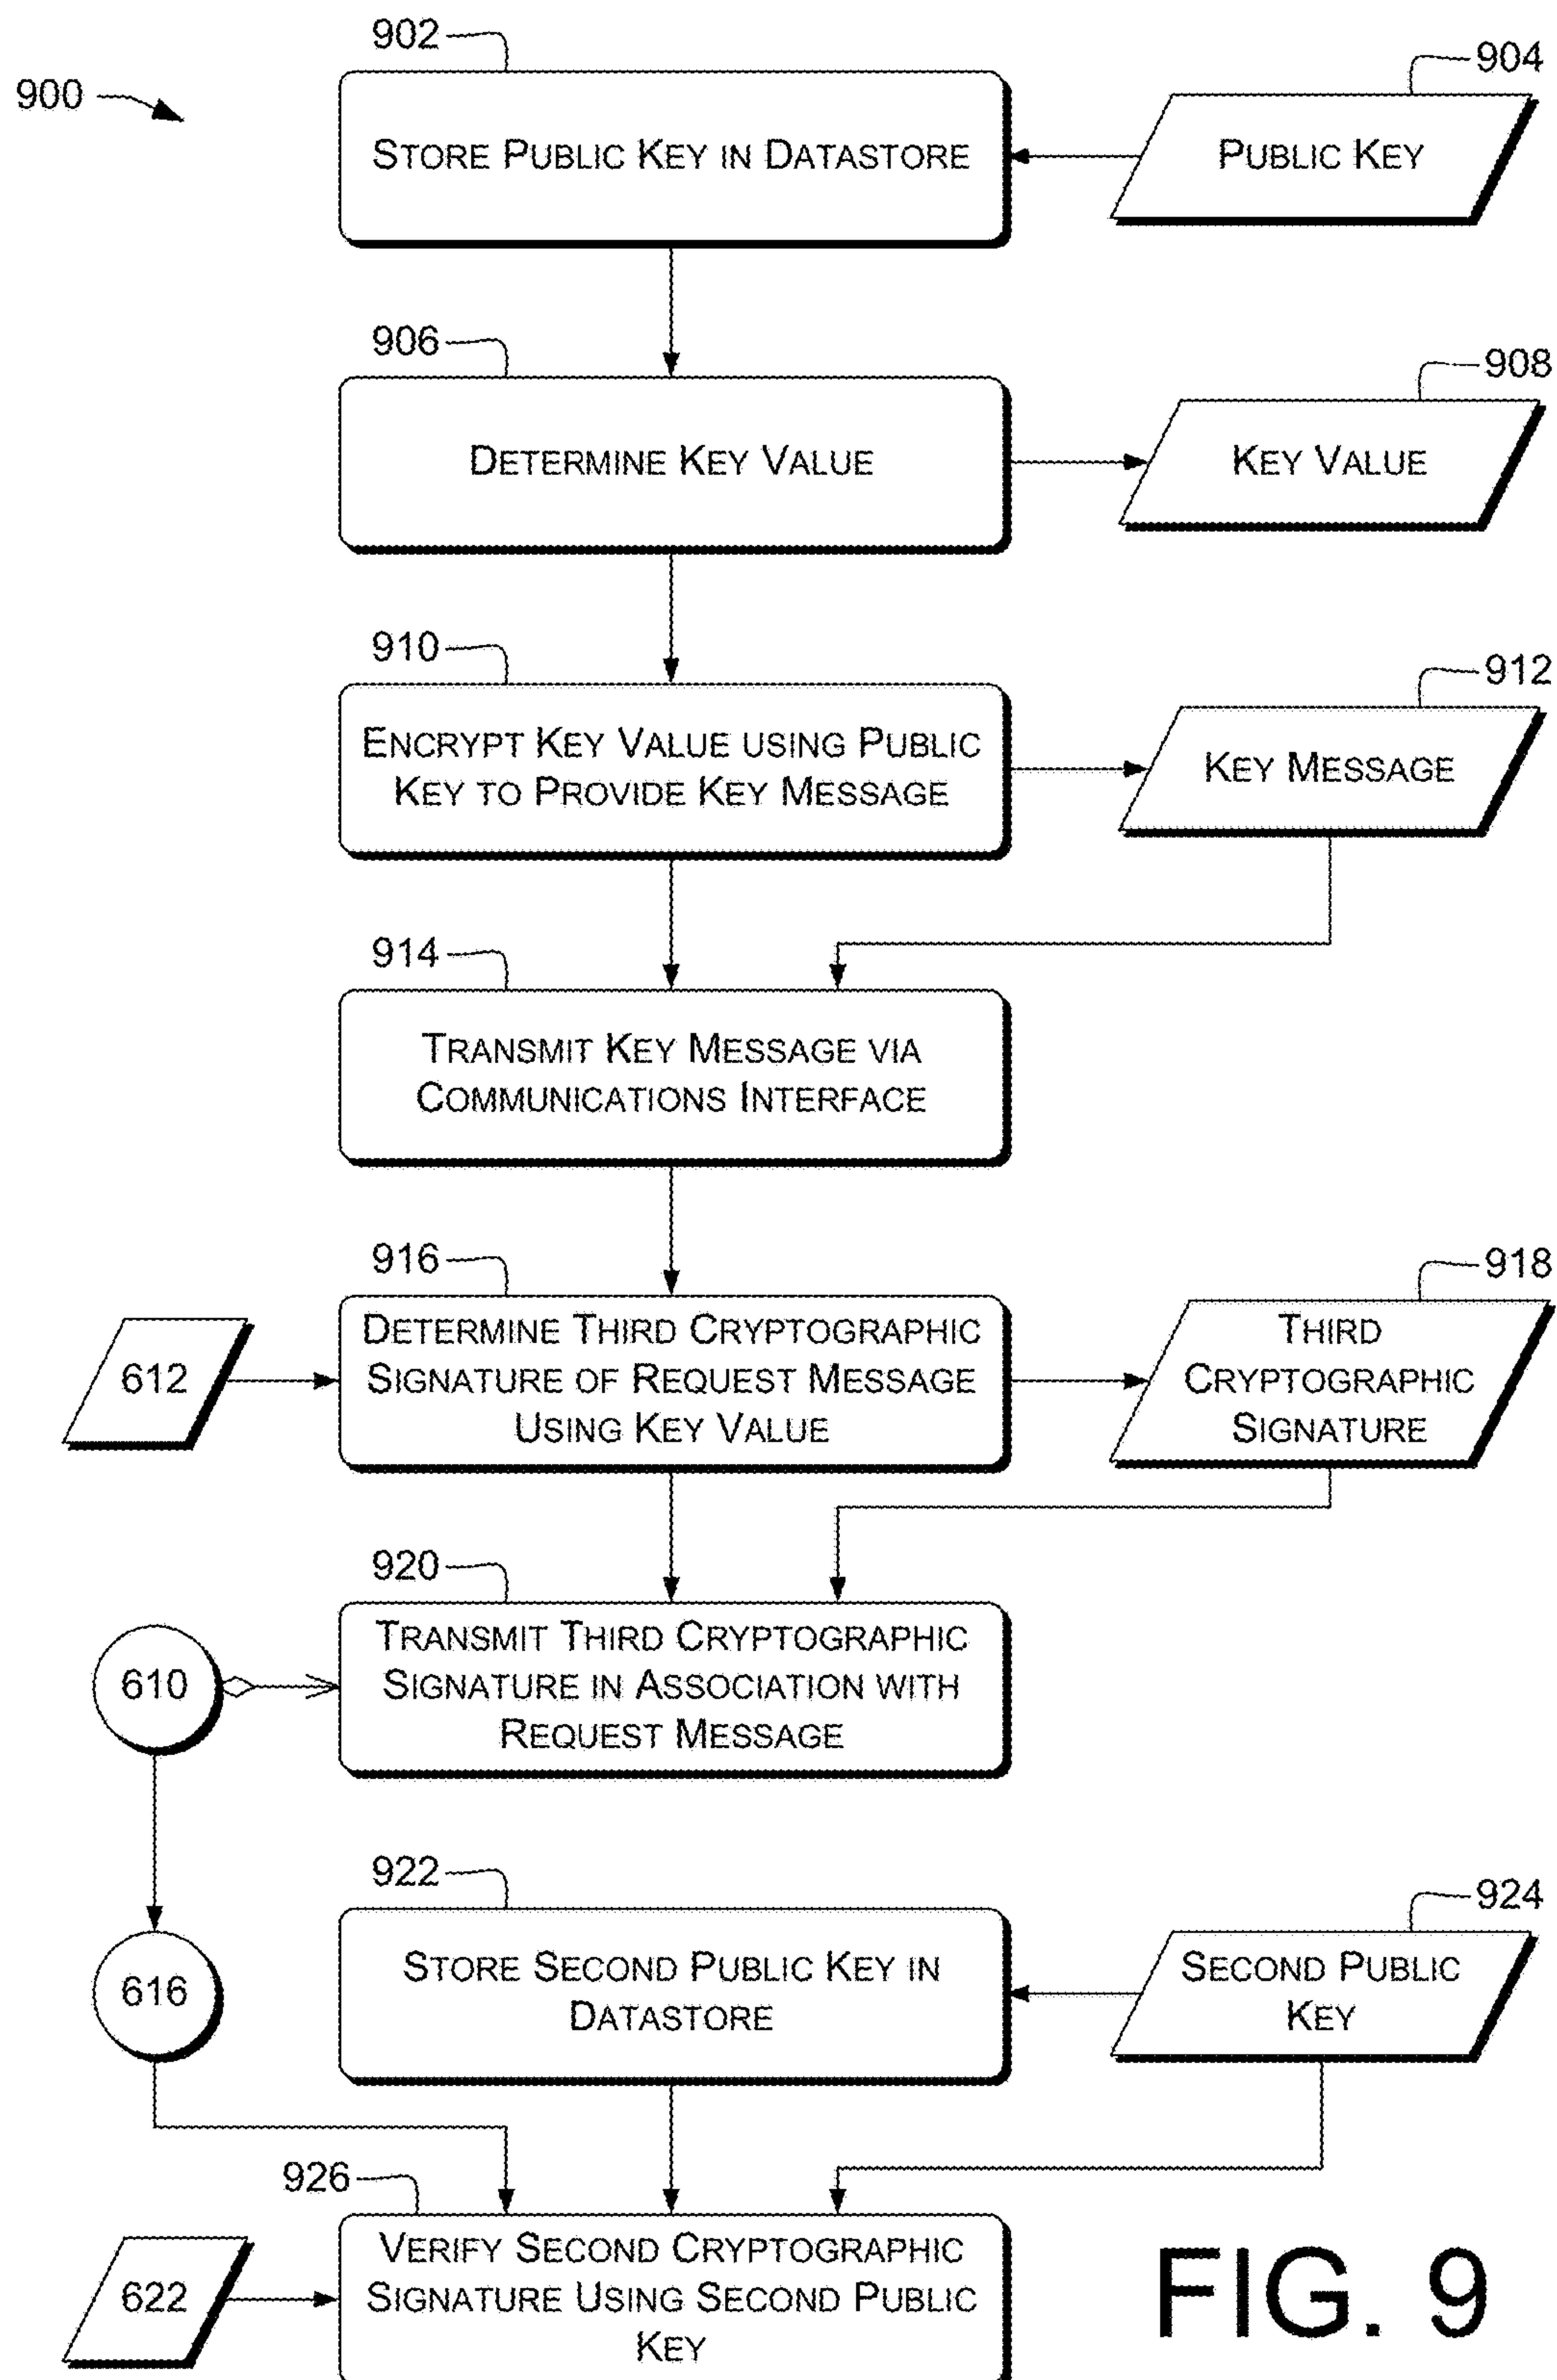 902
904
900
STORE PUBLIC KEY IN DATASTORE
PUBLIC KEY
906
908
DETERMINE KEY VALUE
KEY VALUE
910
912
ENCRYPT KEY VALUE USING PUBLIC
KEY TO PROVIDE KEY MESSAGE
KEY MESSAGE
914
TRANSMIT KEY MESSAGE VIA
COMMUNICATIONS INTERFACE
916
918
612
DETERMINE THIRD CRYPTOGRAPHIC
SIGNATURE OF REQUEST MESSAGE
USING KEY VALUE
THIRD
CRYPTOGRAPHIC
SIGNATURE
920
610
TRANSMIT THIRD CRYPTOGRAPHIC
SIGNATURE IN ASSOCIATION WITH
REQUEST MESSAGE
922
924
616
STORE SECOND PUBLIC KEY IN
DATASTORE
SECOND PUBLIC
KEY
926
622
VERIFY SECOND CRYPTOGRAPHIC
SIGNATURE USING SECOND PUBLIC
KEY
FIG. 9